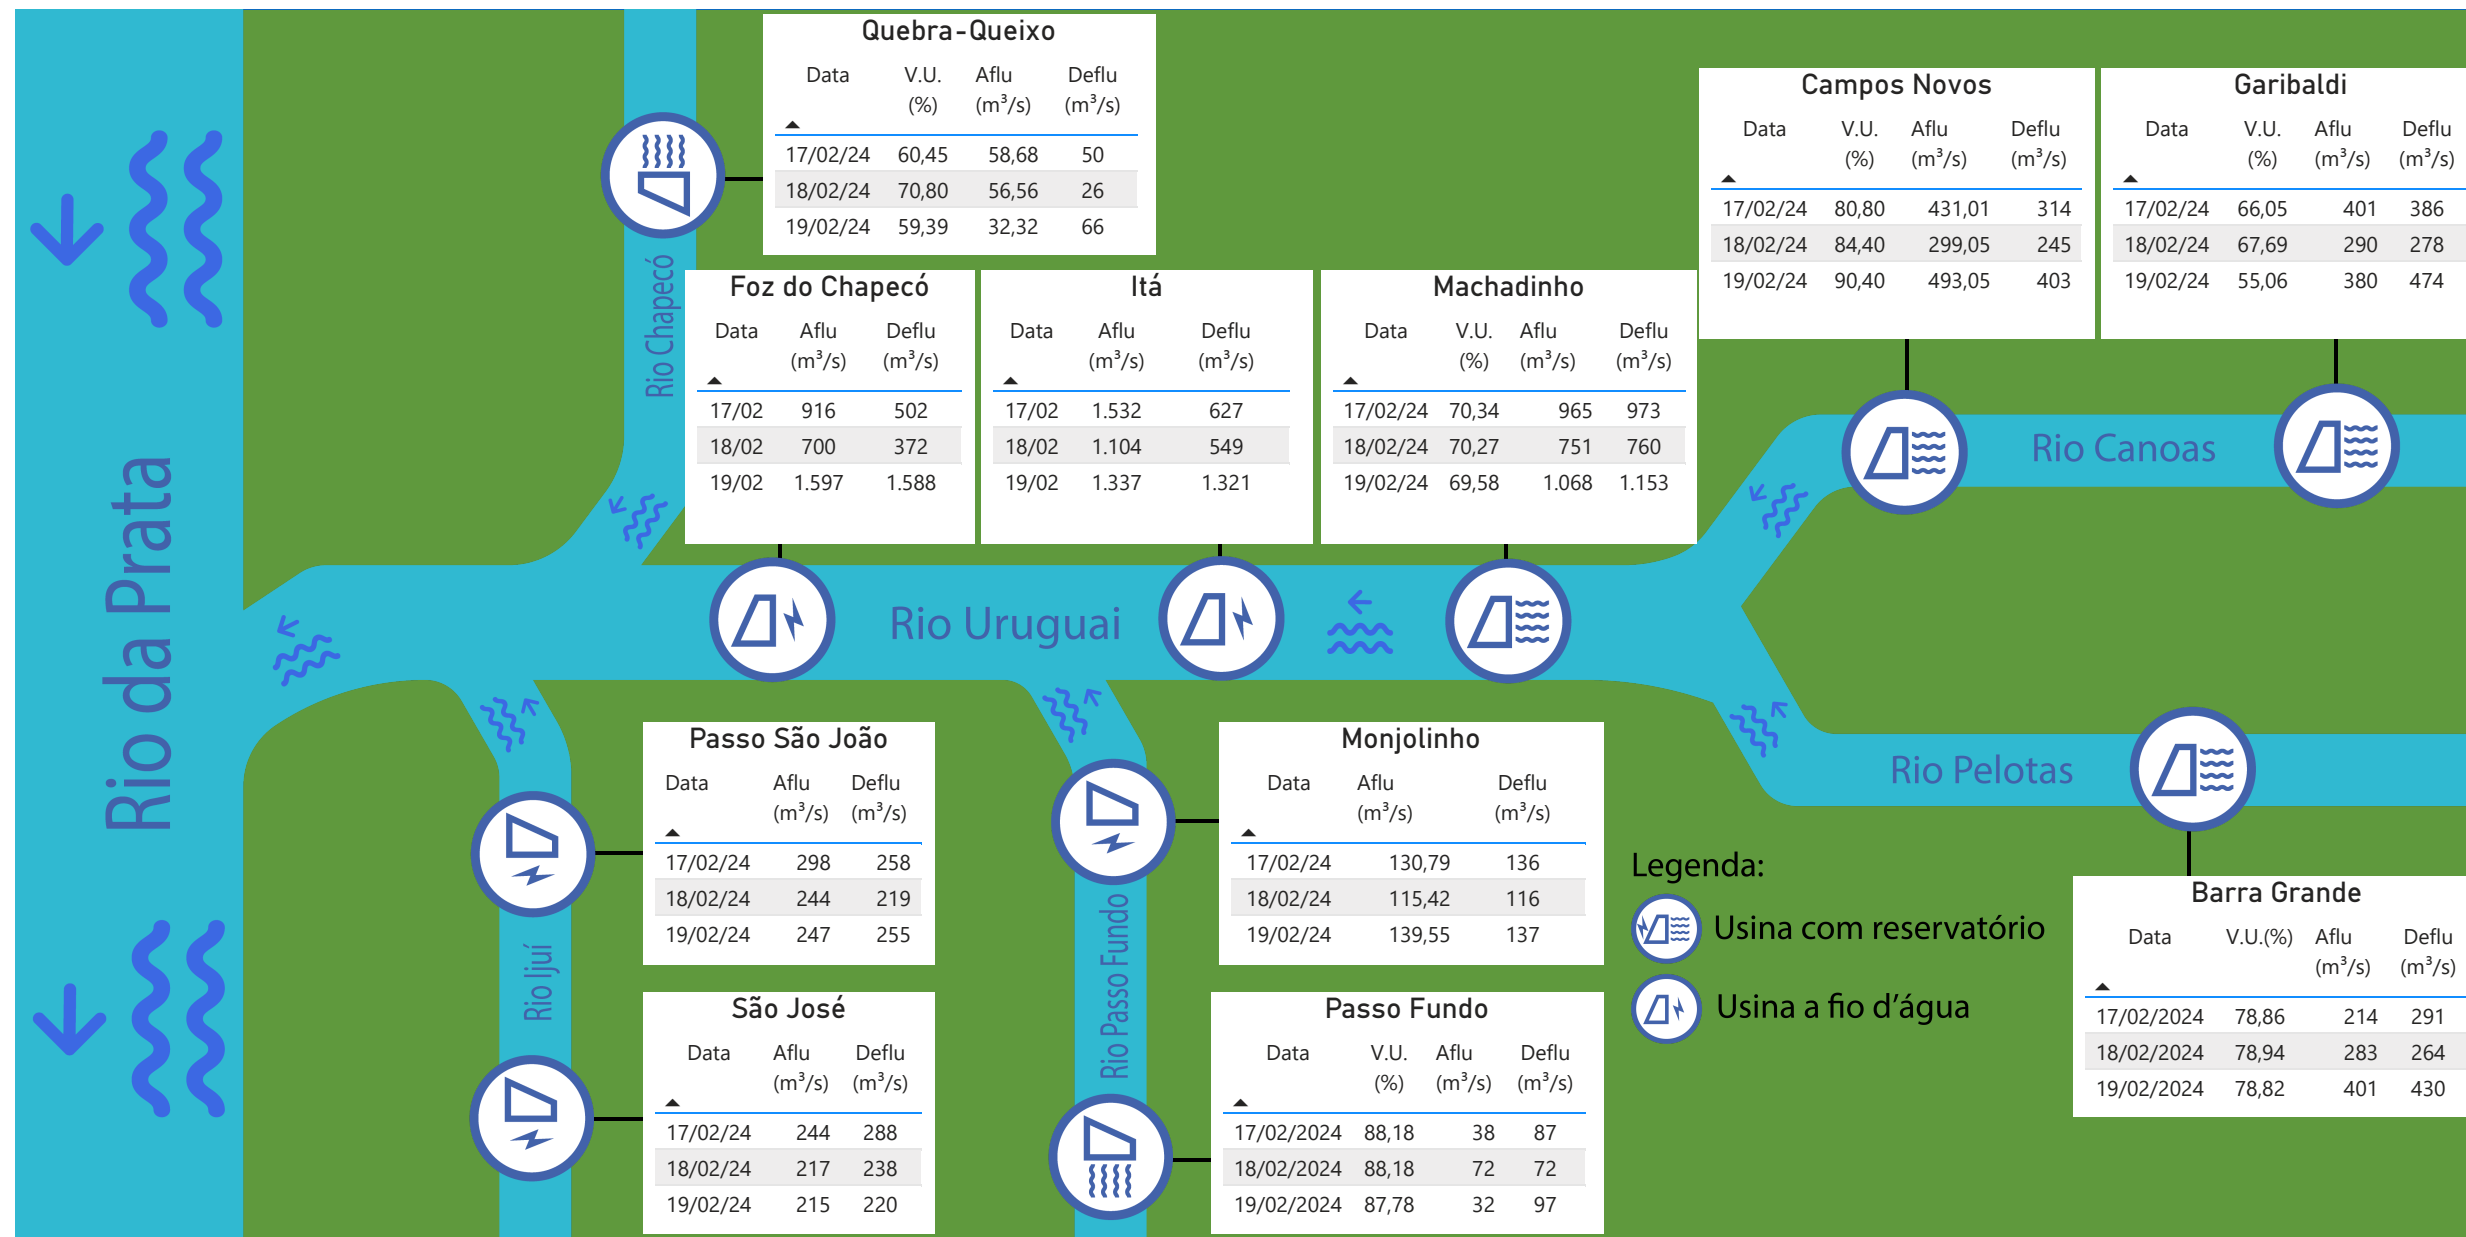 Quebra-Queixo
Data V.U. (%) Aflu (m³/s) Deflu (m³/s)
17/02/24 60,45 58,68 50
18/02/24 70,80 56,56 26
19/02/24 59,39 32,32 66
Campos Novos
Data V.U. (%) Aflu (m³/s) Deflu (m³/s)
17/02/24 80,80 431,01 314
18/02/24 84,40 299,05 245
19/02/24 90,40 493,05 403
Garibaldi
Data V.U. (%) Aflu (m³/s) Deflu (m³/s)
17/02/24 66,05 401 386
18/02/24 67,69 290 278
19/02/24 55,06 380 474
Rio Chapecó
Foz do Chapecó
Data Aflu (m³/s) Deflu (m³/s)
17/02 916 502
18/02 700 372
19/02 1.597 1.588
Itá
Data Aflu (m³/s) Deflu (m³/s)
17/02 1.532 627
18/02 1.104 549
19/02 1.337 1.321
Machadinho
Data V.U. (%) Aflu (m³/s) Deflu (m³/s)
17/02/24 70,34 965 973
18/02/24 70,27 751 760
19/02/24 69,58 1.068 1.153
Rio Canoas
Rio da Prata
Rio Uruguai
Rio Pelotas
Passo São João
Data Aflu (m³/s) Deflu (m³/s)
17/02/24 298 258
18/02/24 244 219
19/02/24 247 255
Monjolinho
Data Aflu (m³/s) Deflu (m³/s)
17/02/24 130,79 136
18/02/24 115,42 116
19/02/24 139,55 137
Legenda:
Usina com reservatório
Usina a fio d’água
Barra Grande
Data V.U.(%) Aflu (m³/s) Deflu (m³/s)
17/02/2024 78,86 214 291
18/02/2024 78,94 283 264
19/02/2024 78,82 401 430
Rio Ijuí
Rio Passo Fundo
São José
Data Aflu (m³/s) Deflu (m³/s)
17/02/24 244 288
18/02/24 217 238
19/02/24 215 220
Passo Fundo
Data V.U. (%) Aflu (m³/s) Deflu (m³/s)
17/02/2024 88,18 38 87
18/02/2024 88,18 72 72
19/02/2024 87,78 32 97